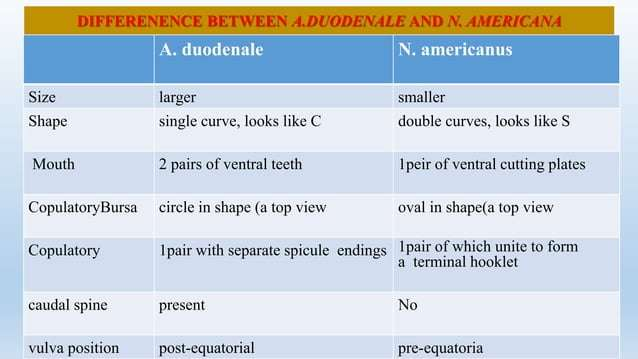 DIFFERENENCE BETWEEN A.DUODENALE AND N. AMERICANA
A. duodenale N. americanus
Size larger smaller
Shape single curve, looks like C double curves, looks like S
Mouth 2 pairs of ventral teeth 1peir of ventral cutting plates
CopulatoryBursa circle in shape (a top view oval in shape(a top view
Copulatory 1pair with separate spicule endings 1pair of which unite to form
a terminal hooklet
caudal spine present No
vulva position post-equatorial pre-equatoria